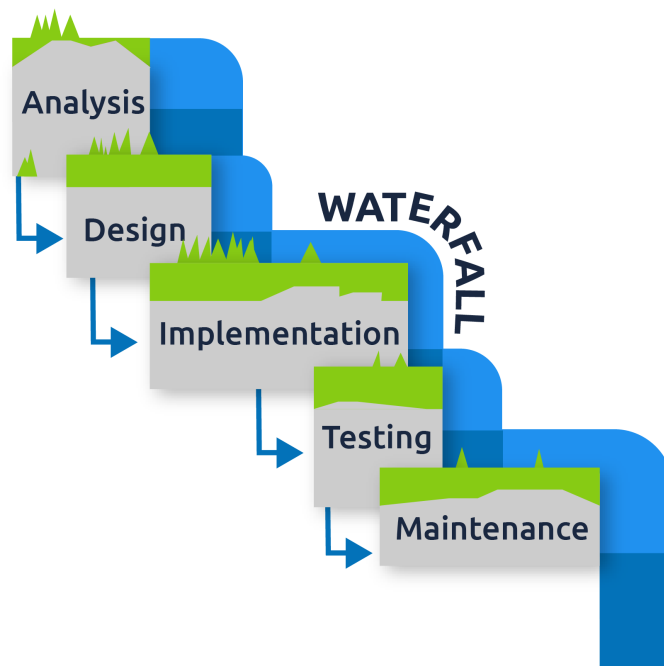 Analysis
Design
WATERFALL
Implementation
Testing
Maintenance